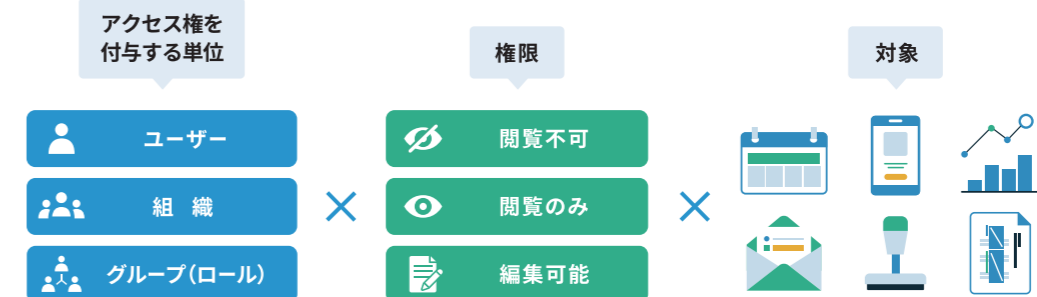 アクセス権を
付与する単位
権限
対象
ユーザー
閲覧不可
組 織
閲覧のみ
グループ(ロール)
編集可能